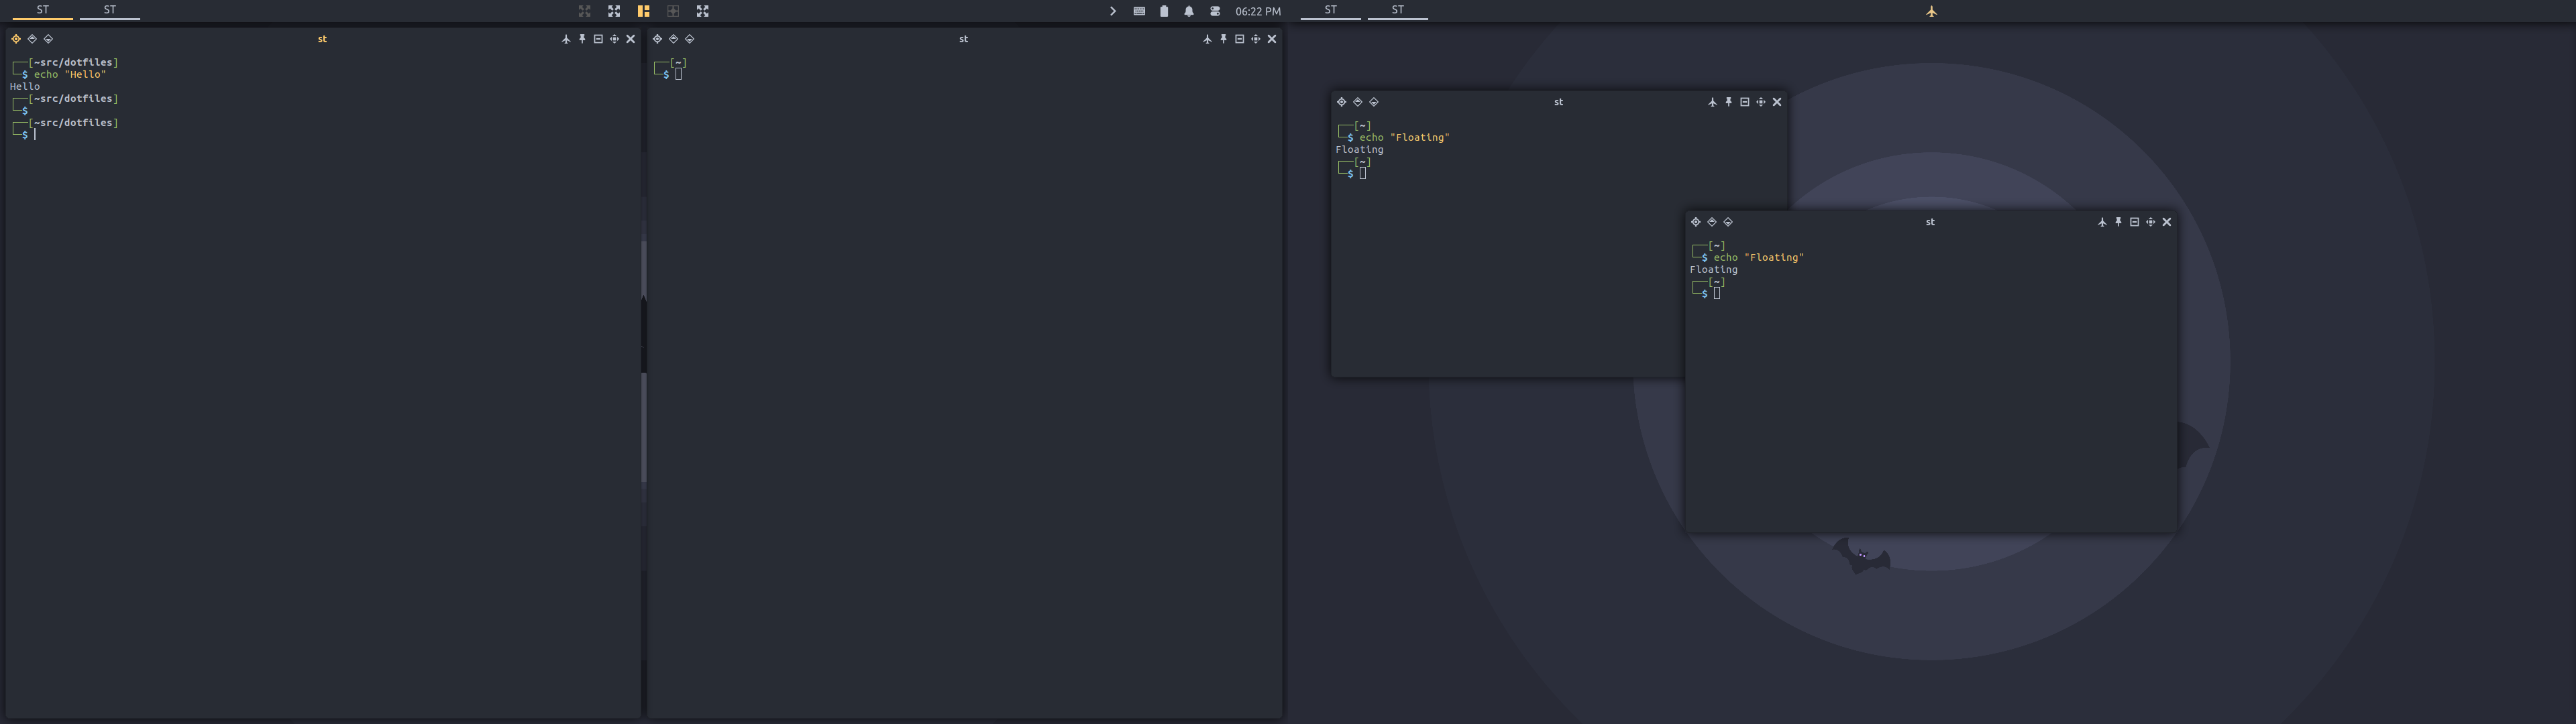 ST ST 06:22 PM ST ST
st
[~src/dotfiles]
$ echo "Hello"
Hello
[~src/dotfiles]
$
[~src/dotfiles]
$
st
[~]
$
st
[~]
$ echo "Floating"
Floating
[~]
$
st
[~]
$ echo "Floating"
Floating
[~]
$